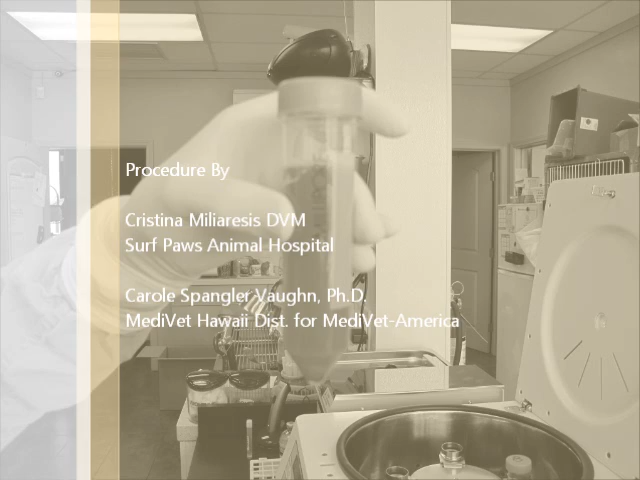 Procedure By
Cristina Miliaresis DVM
Surf Paws Animal Hospital
Carole Spangler Vaughn, Ph.D.
MediVet Hawaii Dist. for MediVet-America